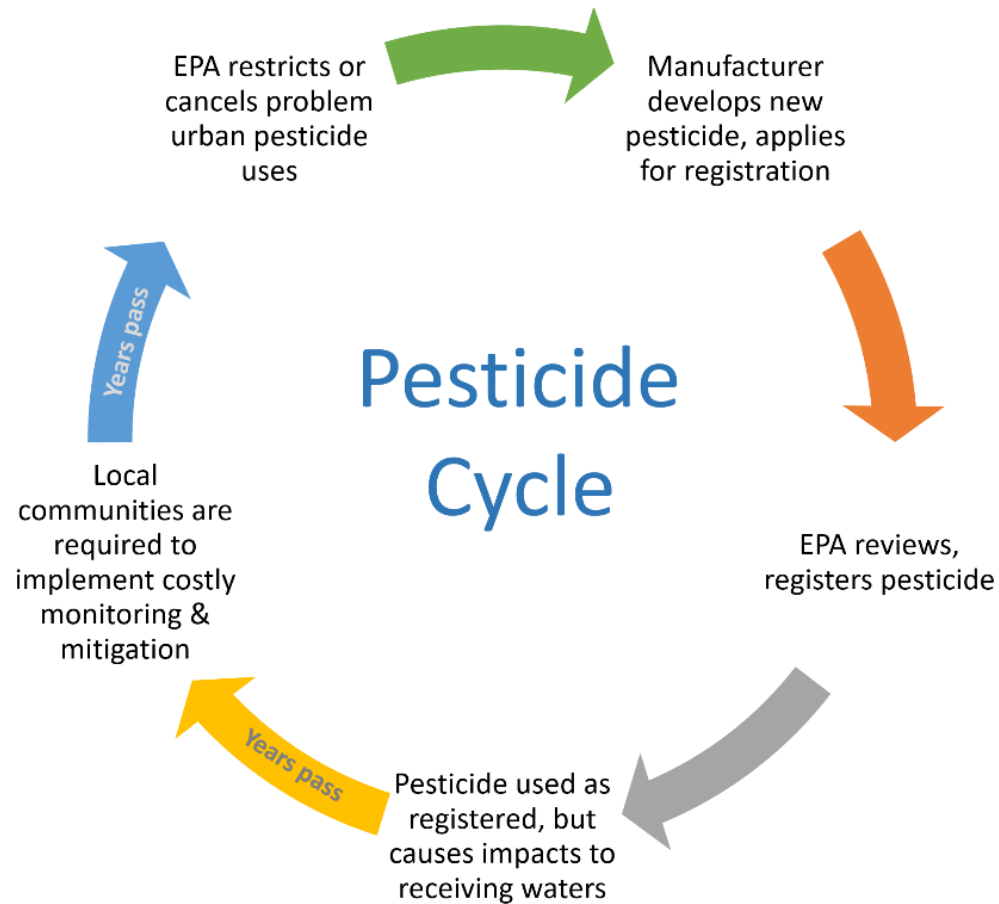 EPA restricts or
cancels problem
urban pesticide
uses
Manufacturer
develops new
pesticide, applies
for registration
Years pass
Pesticide
Cycle
Local
communities are
required to
implement costly
monitoring &
mitigation
EPA reviews,
registers pesticide
Years pass
Pesticide used as
registered, but
causes impacts to
receiving waters